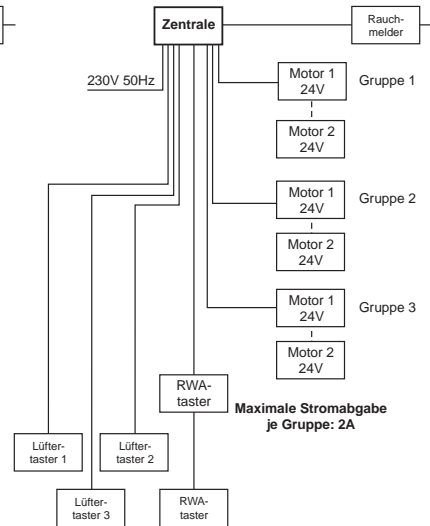 Zentrale
Rauch-
melder
230V 50Hz
Motor 1
24V
Gruppe 1
Motor 2
24V
Motor 1
24V
Gruppe 2
Motor 2
24V
Motor 1
24V
Gruppe 3
Motor 2
24V
RWA-
taster
Maximale Stromabgabe
je Gruppe: 2A
Lüfter-
taster 1
Lüfter-
taster 2
Lüfter-
taster 3
RWA-
taster